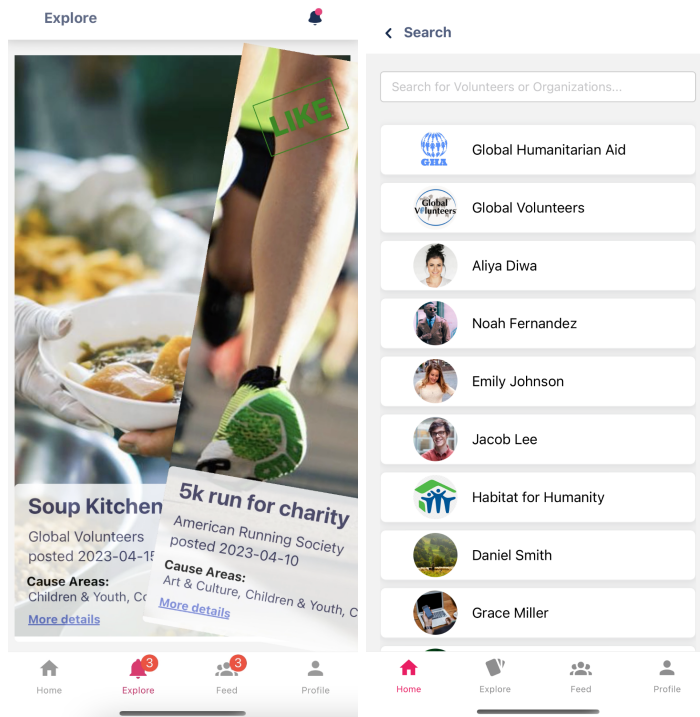 Explore
LIKE
Soup Kitchen
Global Volunteers
posted 2023-04-15
Cause Areas:
Children & Youth, Co
More details
5k run for charity
American Running Society
posted 2023-04-10
Cause Areas:
Art & Culture, Children & Youth, C
More details
3
3
Home
Explore
Feed
Profile
Search
Search for Volunteers or Organizations...
GHA
Global Humanitarian Aid
Global
Volunteers
Global Volunteers
Aliya Diwa
Noah Fernandez
Emily Johnson
Jacob Lee
Habitat for Humanity
Daniel Smith
Grace Miller
Home
Explore
Feed
Profile